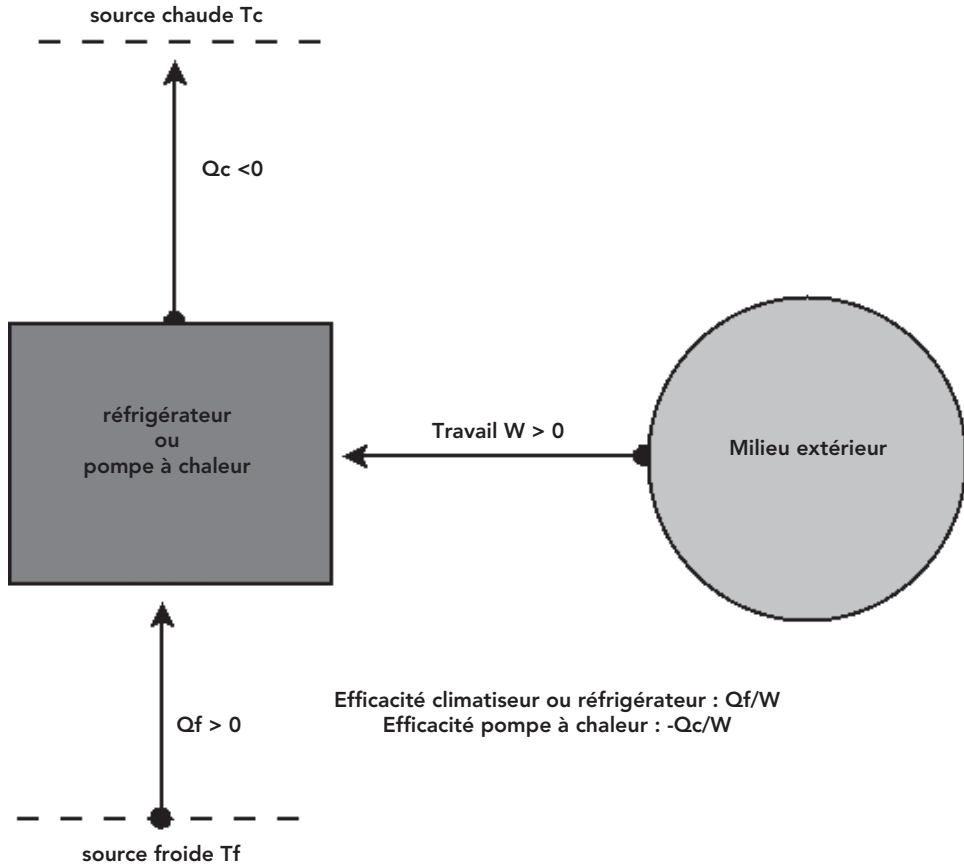 source chaude Tc
Qc <0
réfrigérateur
ou
pompe à chaleur
Travail W > 0
Milieu extérieur
Qf > 0
Efficacité climatiseur ou réfrigérateur : Qf/W
Efficacité pompe à chaleur : -Qc/W
source froide Tf